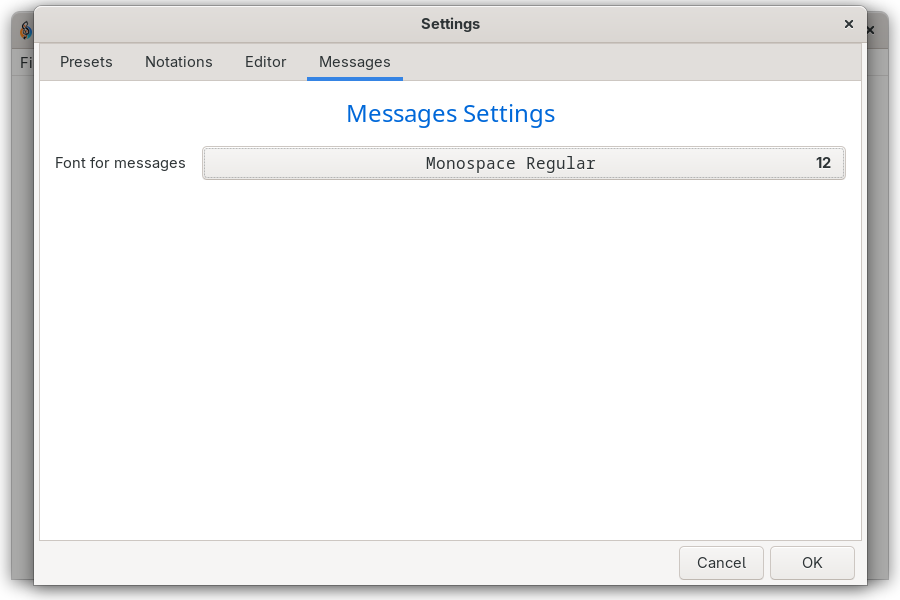 Settings
Fi
Presets Notations Editor Messages
Messages Settings
Font for messages Monospace Regular 12
Cancel OK